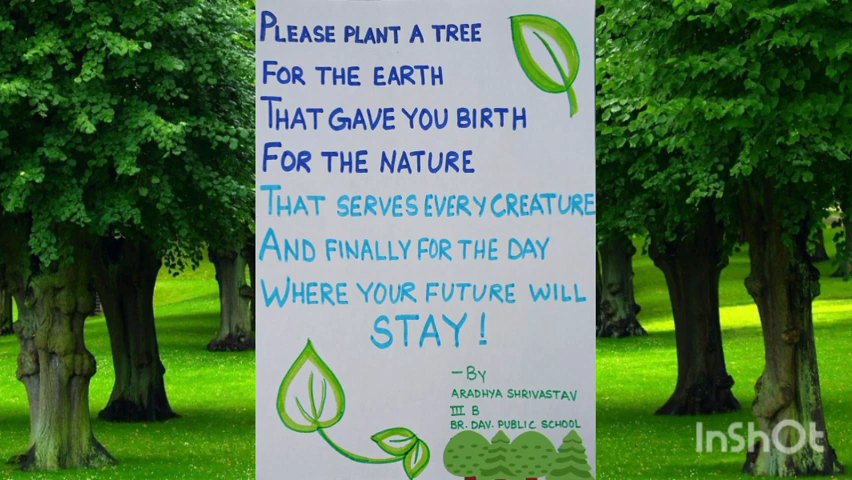 PLEASE PLANT A TREE
FOR THE EARTH
THAT GAVE YOU BIRTH
FOR THE NATURE
THAT SERVES EVERY CREATURE
AND FINALLY FOR THE DAY
WHERE YOUR FUTURE WILL
STAY!
-BY
ARADHYA SHRIVASTAV
III B
BR. DAV. PUBLIC SCHOOL
InShOt